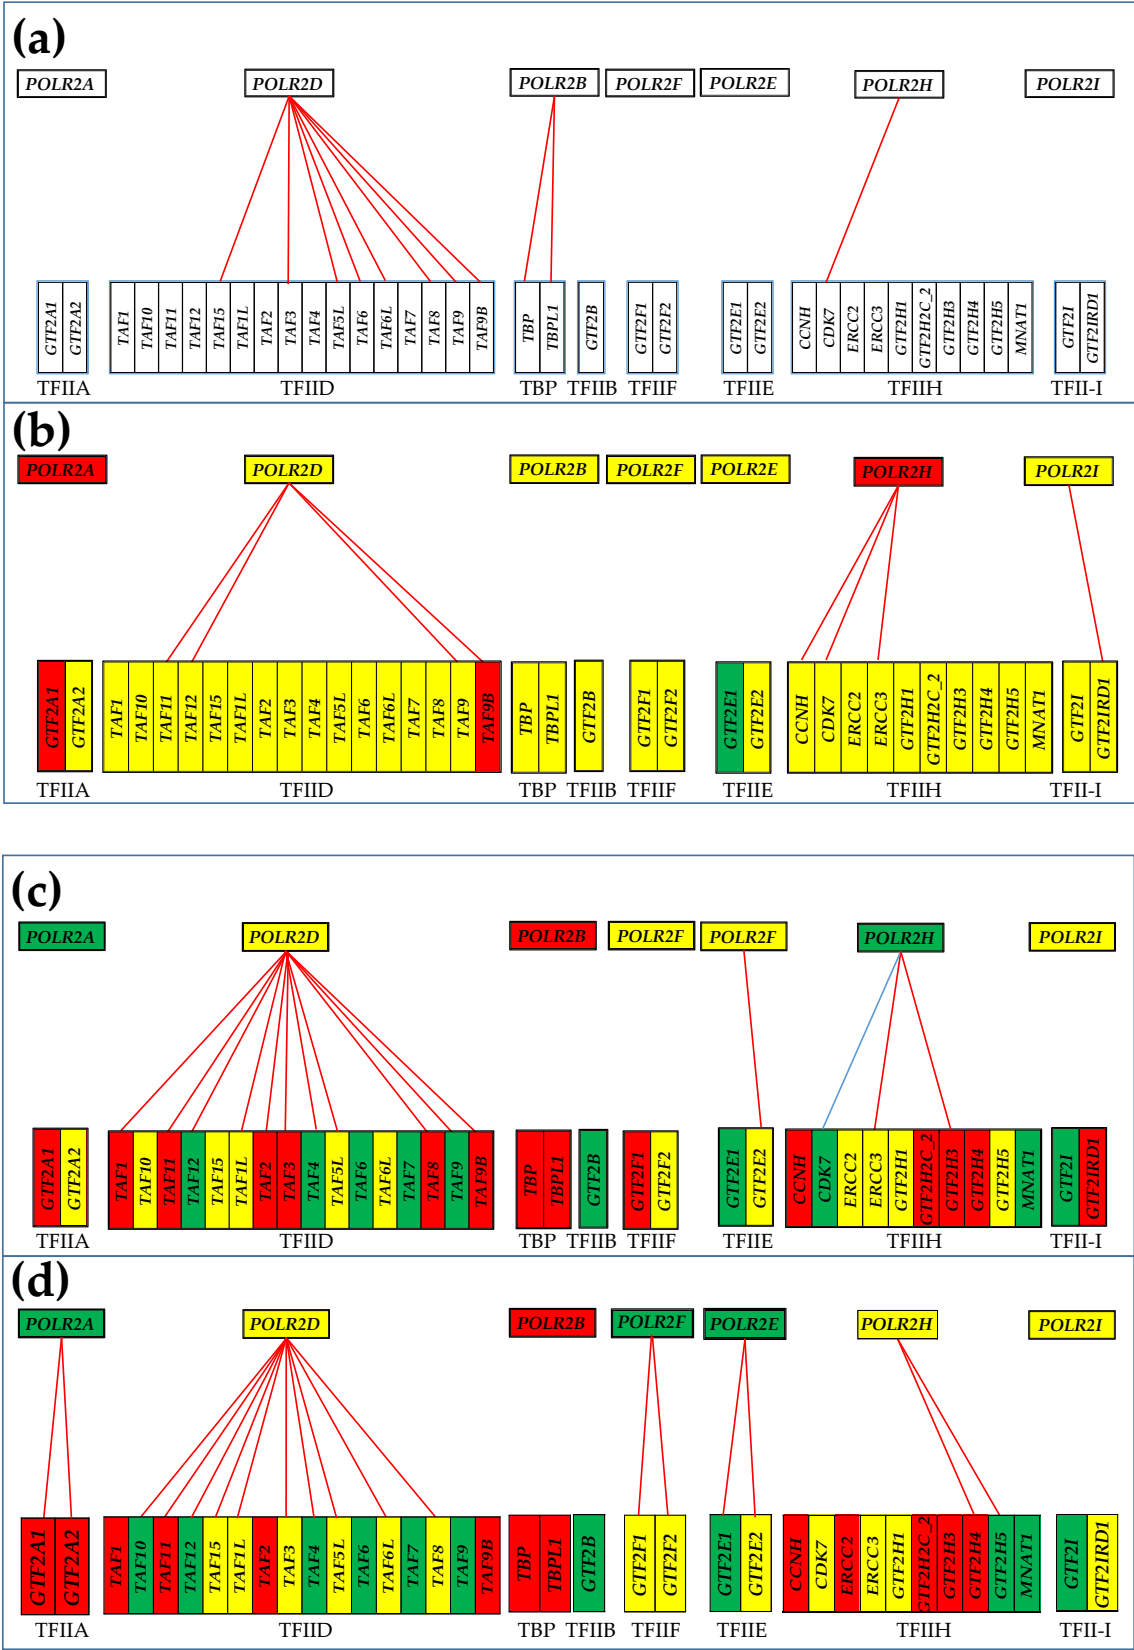 (a)
POLR2A POLR2D POLR2B POLR2F POLR2E POLR2H POLR2I
GTF2A1 GTF2A2 TAF1 TAF10 TAF11 TAF12 TAF15 TAF1L TAF2 TAF3 TAF4 TAF5L TAF6 TAF6L TAF7 TAF8 TAF9 TAF9B TBP TBPL1 GTF2B GTF2F1 GTF2F2 GTF2E1 GTF2E2 CCNH CDK7 ERCC2 ERCC3 GTF2H1 GTF2H2C_2 GTF2H3 GTF2H4 GTF2H5 MNAT1 GTF2I GTF2IRD1
TFIIA TFIID TBP TFIIB TFIIF TFIIE TFIIH TFII-I
(b)
POLR2A POLR2D POLR2B POLR2F POLR2E POLR2H POLR2I
GTF2A1 GTF2A2 TAF1 TAF10 TAF11 TAF12 TAF15 TAF1L TAF2 TAF3 TAF4 TAF5L TAF6 TAF6L TAF7 TAF8 TAF9 TAF9B TBP TBPL1 GTF2B GTF2F1 GTF2F2 GTF2E1 GTF2E2 CCNH CDK7 ERCC2 ERCC3 GTF2H1 GTF2H2C_2 GTF2H3 GTF2H4 GTF2H5 MNAT1 GTF2I GTF2IRD1
TFIIA TFIID TBP TFIIB TFIIF TFIIE TFIIH TFII-I
(c)
POLR2A POLR2D POLR2B POLR2F POLR2F POLR2H POLR2I
GTF2A1 GTF2A2 TAF1 TAF10 TAF11 TAF12 TAF15 TAF1L TAF2 TAF3 TAF4 TAF5L TAF6 TAF6L TAF7 TAF8 TAF9 TAF9B TBP TBPL1 GTF2B GTF2F1 GTF2F2 GTF2E1 GTF2E2 CCNH CDK7 ERCC2 ERCC3 GTF2H1 GTF2H2C_2 GTF2H3 GTF2H4 GTF2H5 MNAT1 GTF2I GTF2IRD1
TFIIA TFIID TBP TFIIB TFIIF TFIIE TFIIH TFII-I
(d)
POLR2A POLR2D POLR2B POLR2F POLR2E POLR2H POLR2I
GTF2A1 GTF2A2 TAF1 TAF10 TAF11 TAF12 TAF15 TAF1L TAF2 TAF3 TAF4 TAF5L TAF6 TAF6L TAF7 TAF8 TAF9 TAF9B TBP TBPL1 GTF2B GTF2F1 GTF2F2 GTF2E1 GTF2E2 CCNH CDK7 ERCC2 ERCC3 GTF2H1 GTF2H2C_2 GTF2H3 GTF2H4 GTF2H5 MNAT1 GTF2I GTF2IRD1
TFIIA TFIID TBP TFIIB TFIIF TFIIE TFIIH TFII-I